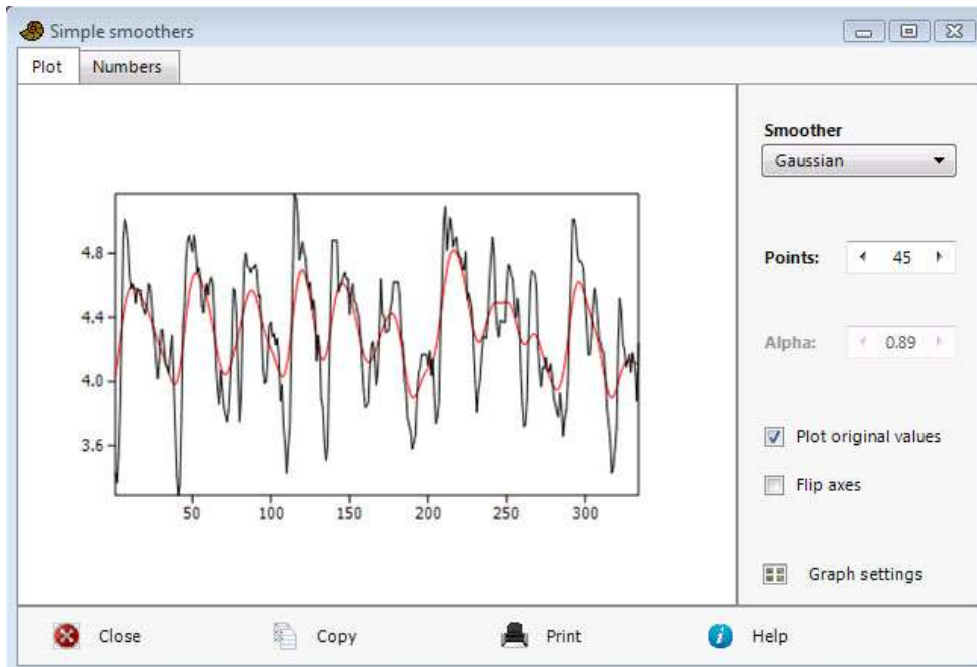 Simple smoothers
Plot Numbers
Smoother
Gaussian
4.8
4.4
4.0
3.6
50 100 150 200 250 300
Points: 45
Alpha: 0.89
Plot original values
Flip axes
Graph settings
Close Copy Print Help